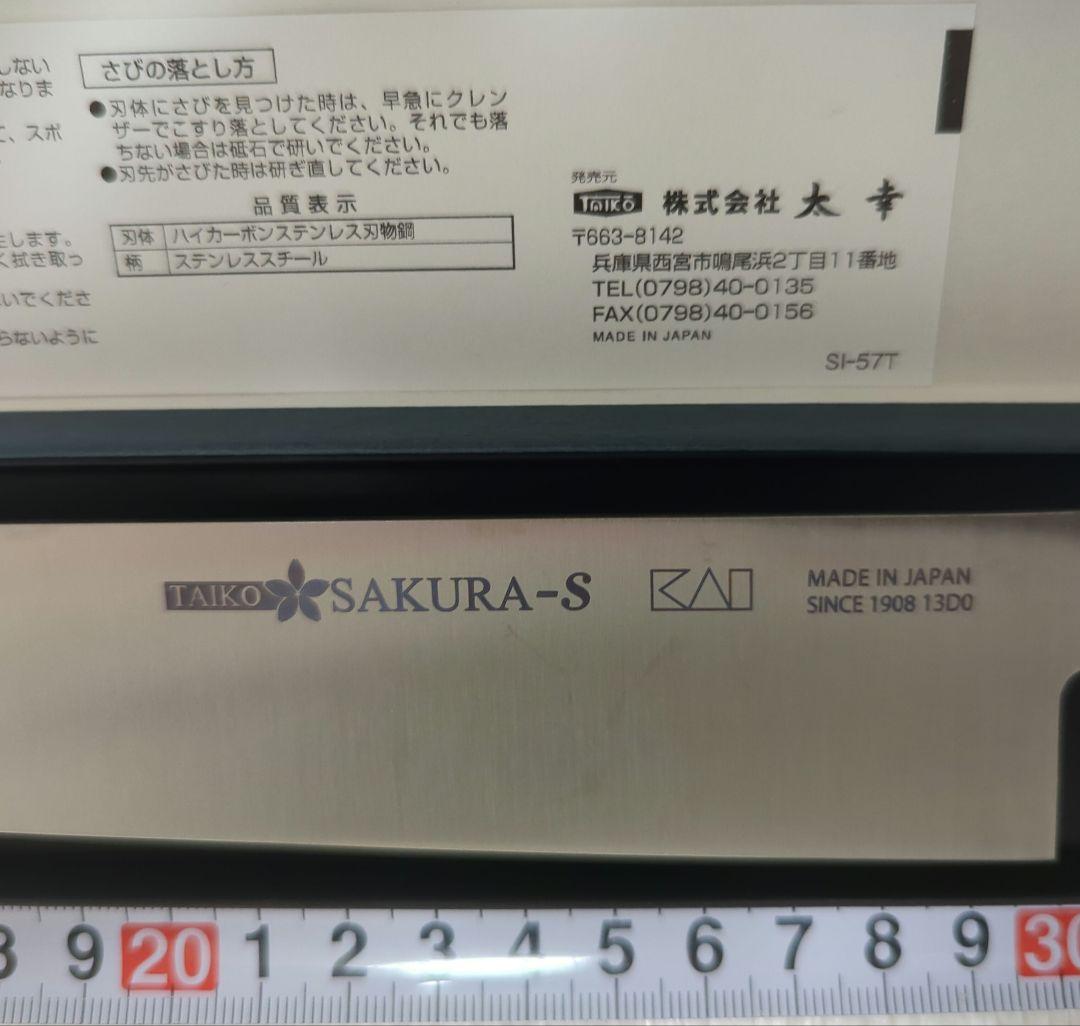 しない
なりま
て、スポ
生します。
く拭き取っ
いでくださ
らないように
さびの落とし方
●刃体にさびを見つけた時は、早急にクレン
ザーでこすり落としてください。それでも落
ちない場合は砥石で研いでください。
●刃先がさびた時は研ぎ直してください。
品質表示
刃体 ハイカーボンステンレス刃物鋼
柄 ステンレススチール
発売元
TAIKO 株式会社 太幸
〒663-8142
兵庫県西宮市鳴尾浜2丁目11番地
TEL(0798)40-0135
FAX(0798)40-0156
MADE IN JAPAN
SI-57T
TAIKO SAKURA-S KAI MADE IN JAPAN
SINCE 1908 13D0
8 9 20 1 2 3 4 5 6 7 8 9 30